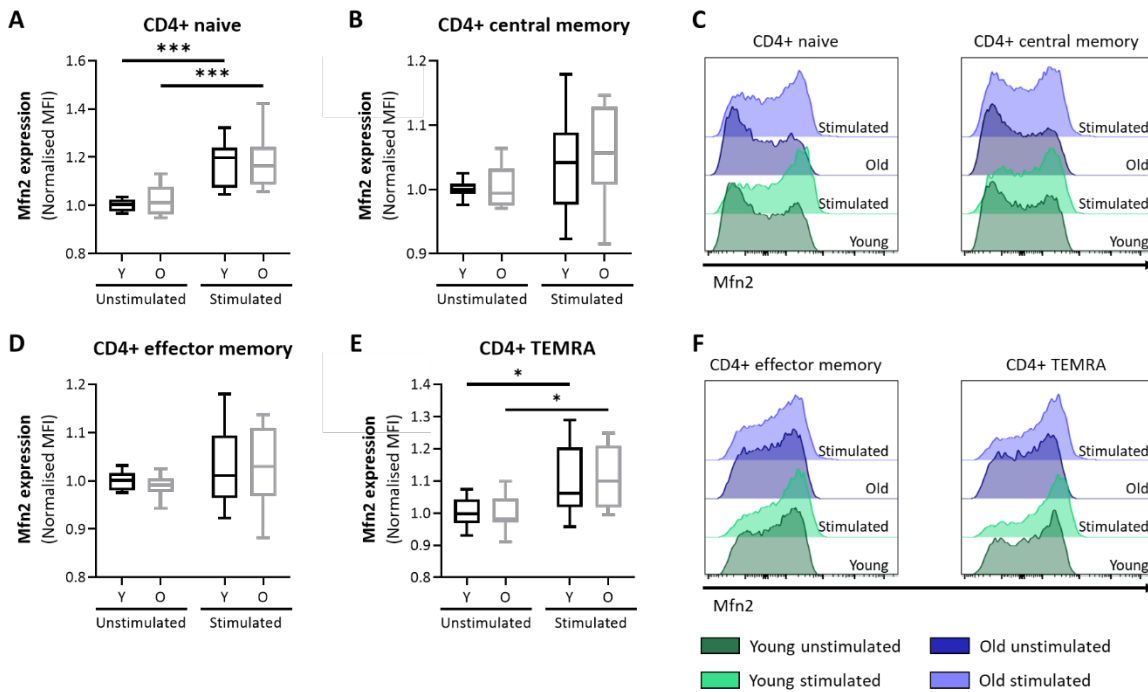 A
CD4+ naive
Mfn2 expression
(Normalised MFI)
1.6
1.4
1.2
1.0
0.8
***
***
Y O Y O
Unstimulated Stimulated
B
CD4+ central memory
Mfn2 expression
(Normalised MFI)
1.2
1.1
1.0
0.9
Y O Y O
Unstimulated Stimulated
C
CD4+ naive
Stimulated
Old
Stimulated
Young
CD4+ central memory
Stimulated
Old
Stimulated
Young
Mfn2
D
CD4+ effector memory
Mfn2 expression
(Normalised MFI)
1.2
1.1
1.0
0.9
0.8
Y O Y O
Unstimulated Stimulated
E
CD4+ TEMRA
Mfn2 expression
(Normalised MFI)
1.4
1.3
1.2
1.1
1.0
0.9
0.8
*
*
Y O Y O
Unstimulated Stimulated
F
CD4+ effector memory
Stimulated
Old
Stimulated
Young
CD4+ TEMRA
Stimulated
Old
Stimulated
Young
Mfn2
Young unstimulated
Old unstimulated
Young stimulated
Old stimulated